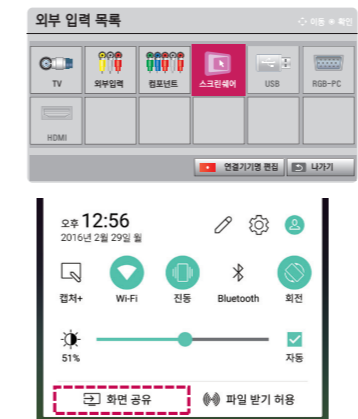 외부 입력 목록
이동 확인
TV
외부입력
컴포넌트
스크린쉐어
USB
RGB-PC
HDMI
연결기기명 편집
나가기
오후 12:56
2016년 2월 29일 월
캡처+
Wi-Fi
진동
Bluetooth
회전
51%
자동
화면 공유
파일 받기 허용